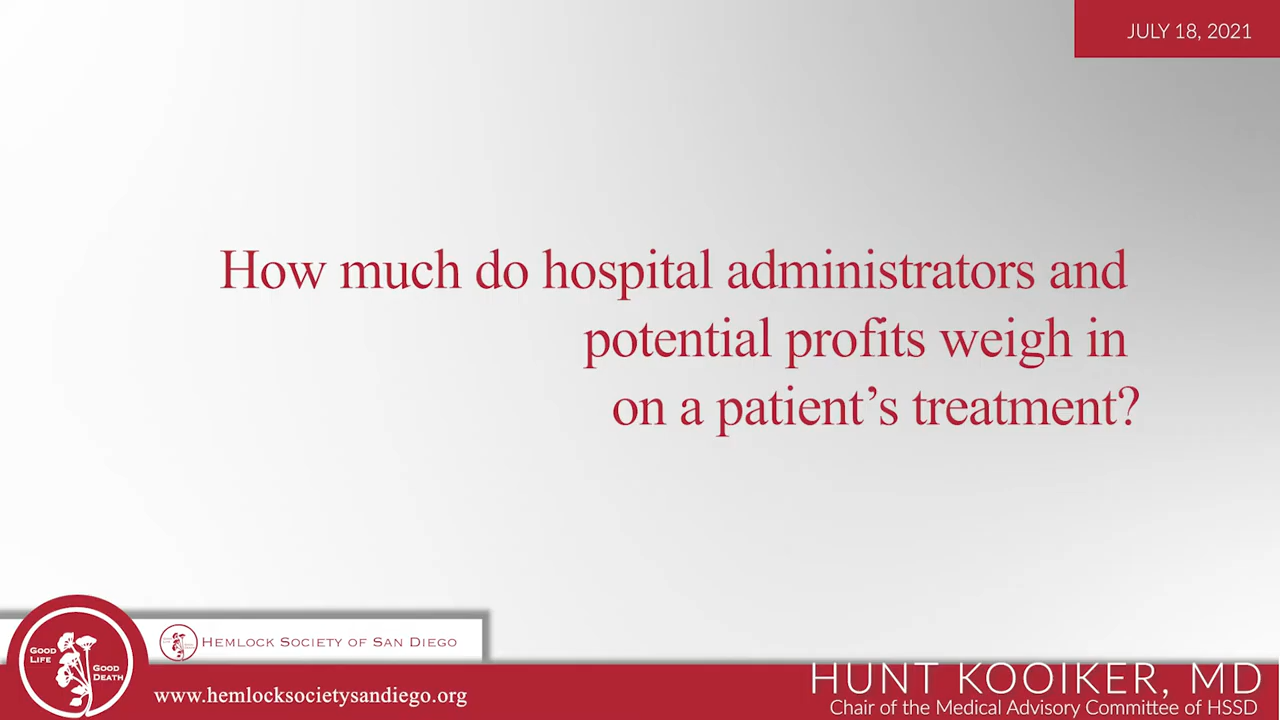 JULY 18, 2021
How much do hospital administrators and
potential profits weigh in
on a patient’s treatment?
GOOD
LIFE
GOOD
DEATH
HEMLOCK SOCIETY OF SAN DIEGO
www.hemlocksocietysandiego.org
HUNT KOOIKER, MD
Chair of the Medical Advisory Committee of HSSD